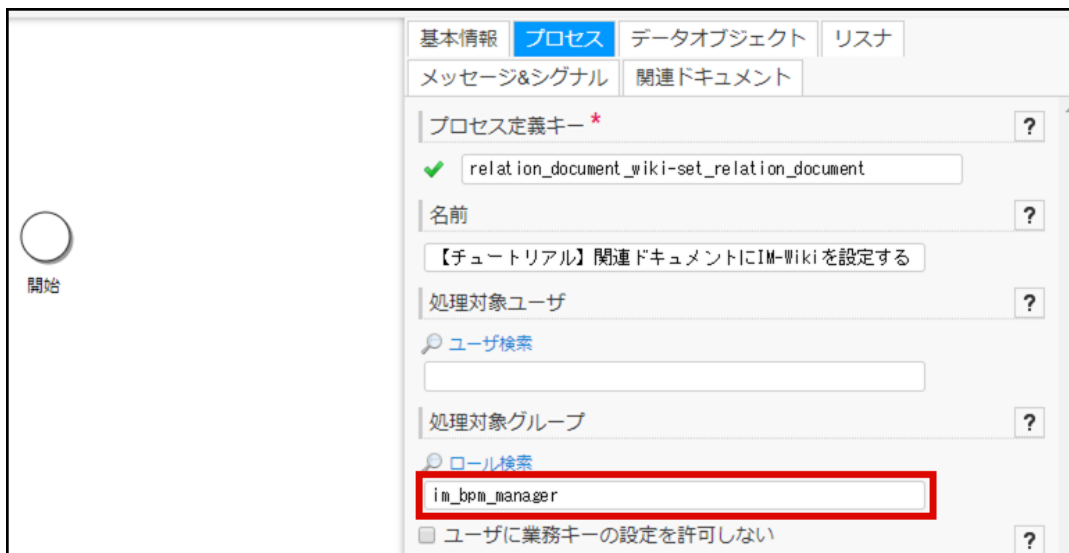 基本情報 プロセス データオブジェクト リスナ
メッセージ&シグナル 関連ドキュメント
プロセス定義キー * ?
relation_document_wiki-set_relation_document
名前 ?
【チュートリアル】関連ドキュメントにIM-Wikiを設定する
処理対象ユーザ ?
ユーザ検索
処理対象グループ ?
ロール検索
im_bpm_manager
ユーザに業務キーの設定を許可しない ?
開始